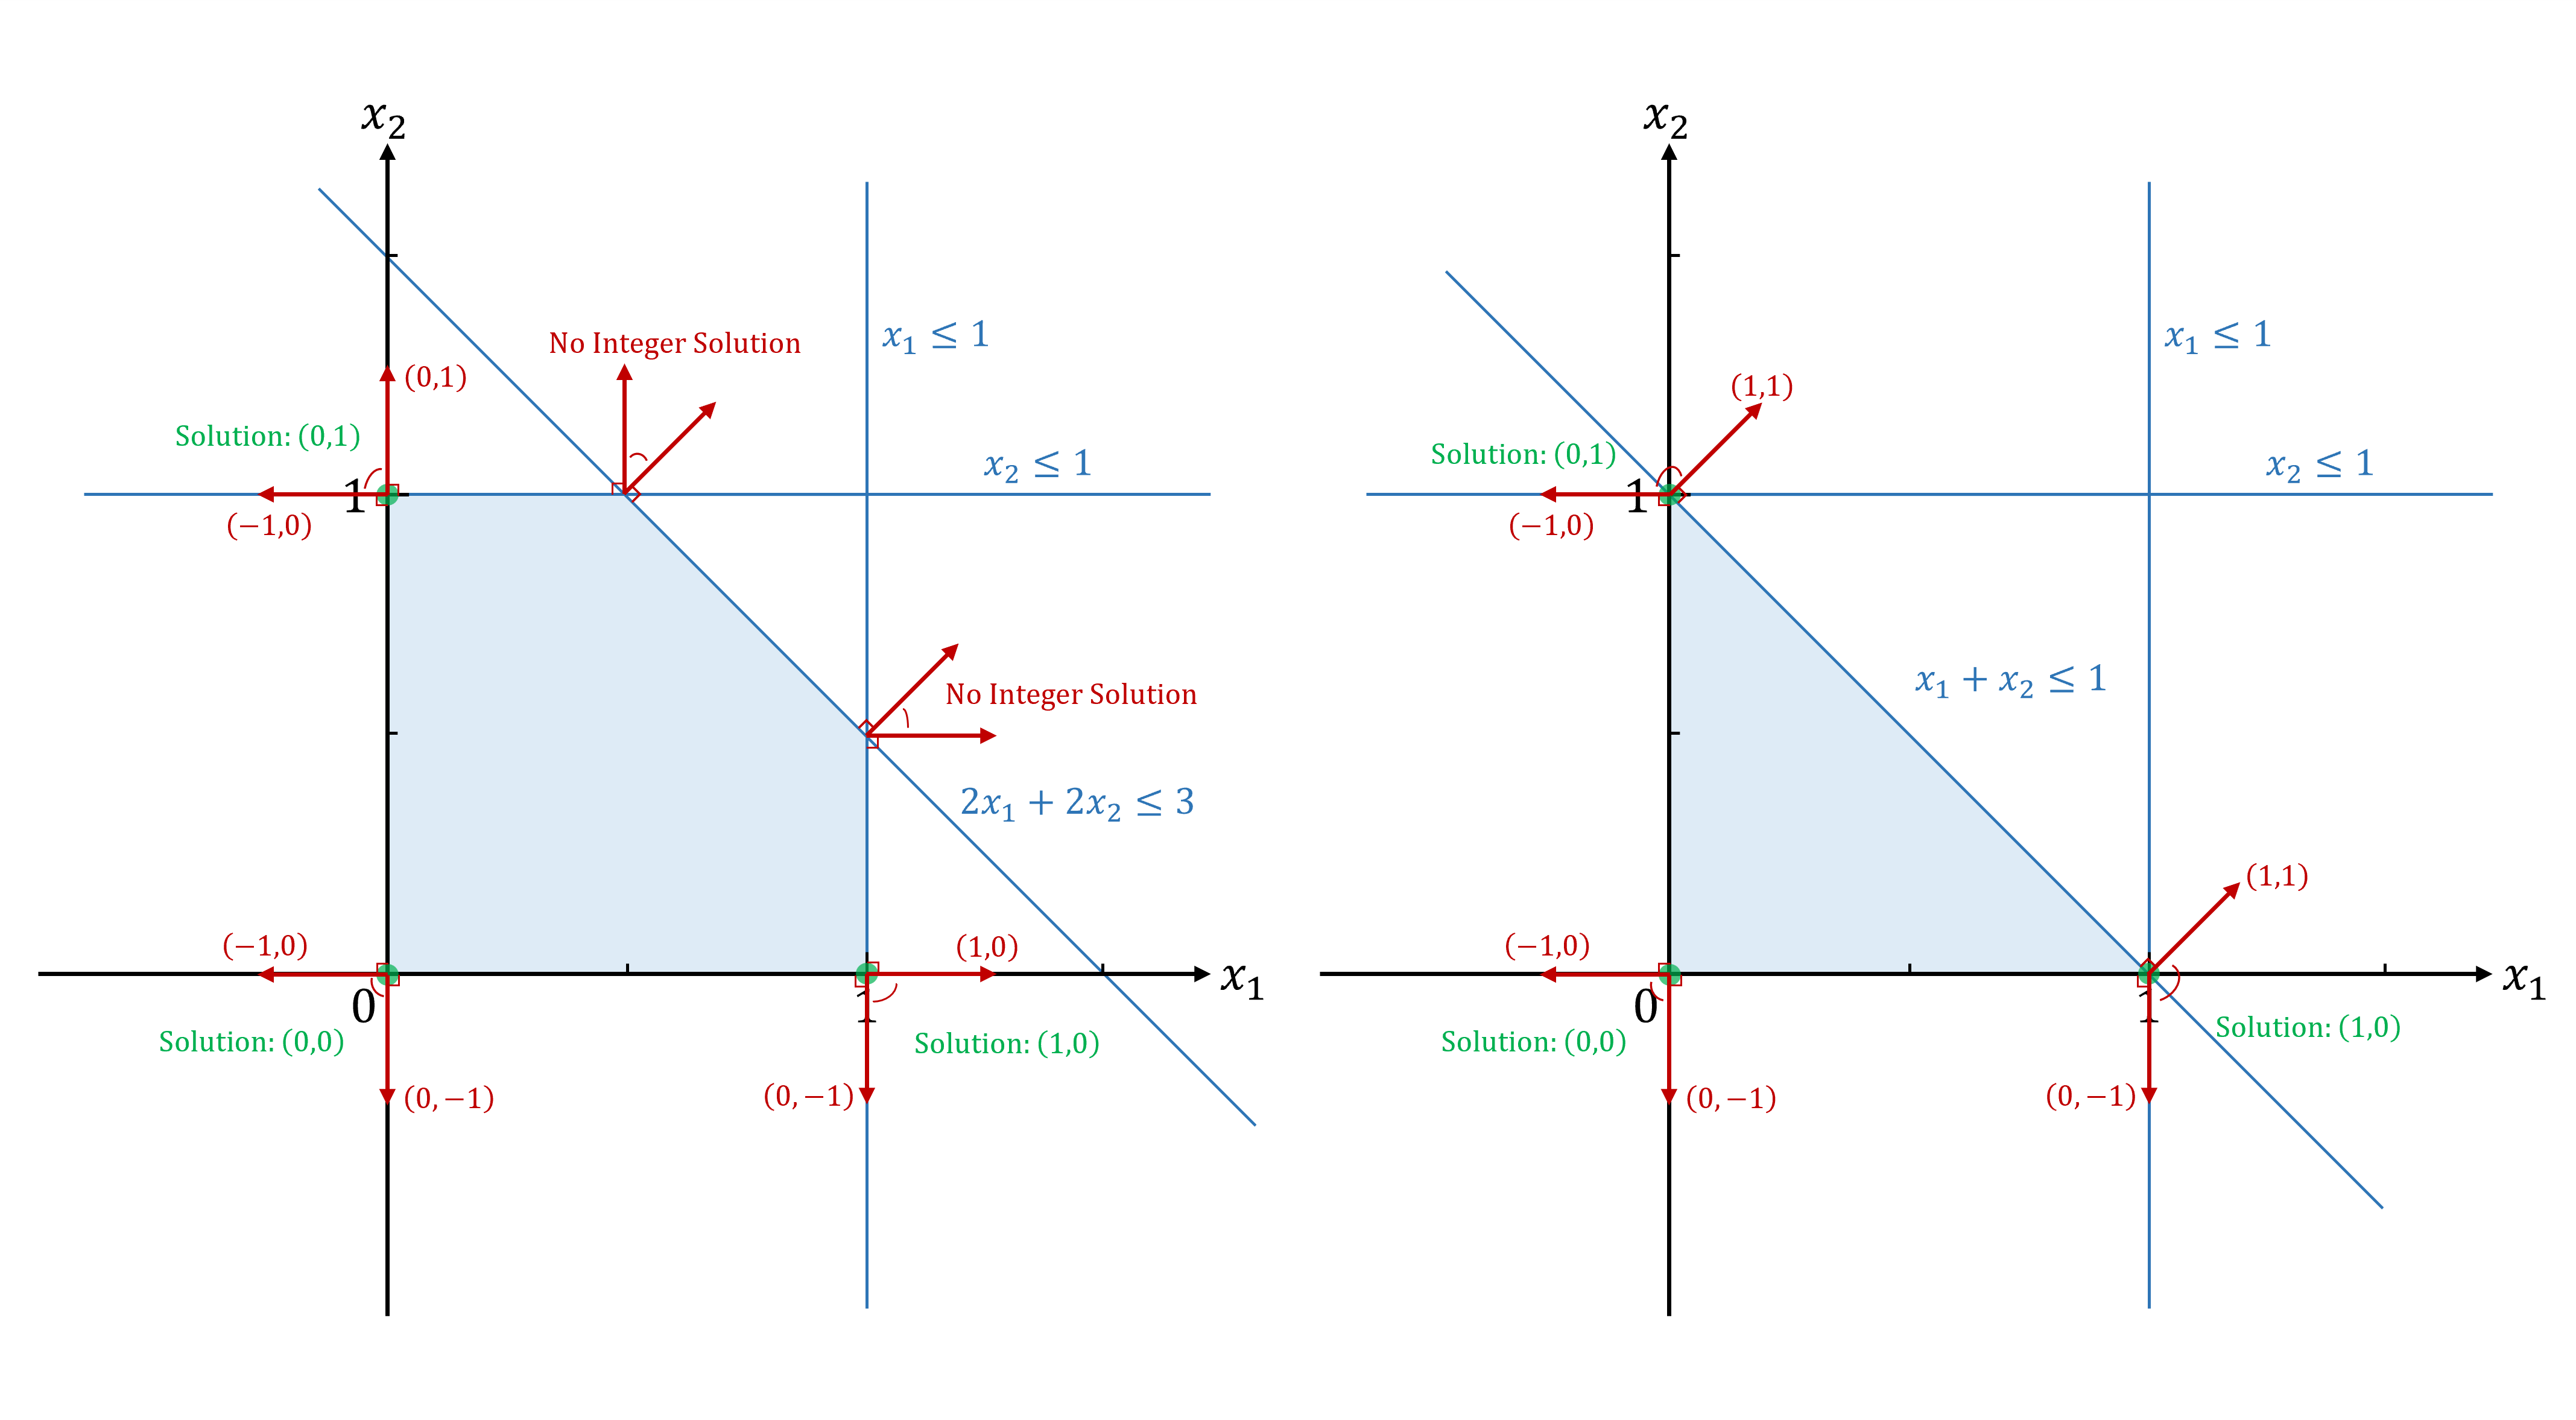 x₂
x₁ ≤ 1
No Integer Solution
(0,1)
Solution: (0,1)
x₂ ≤ 1
1
(−1,0)
No Integer Solution
2x₁ + 2x₂ ≤ 3
(−1,0)
(1,0)
x₁
0
1
Solution: (0,0)
Solution: (1,0)
(0,−1)
(0,−1)
x₂
x₁ ≤ 1
(1,1)
Solution: (0,1)
x₂ ≤ 1
1
(−1,0)
x₁ + x₂ ≤ 1
(1,1)
(−1,0)
x₁
0
1
Solution: (0,0)
Solution: (1,0)
(0,−1)
(0,−1)